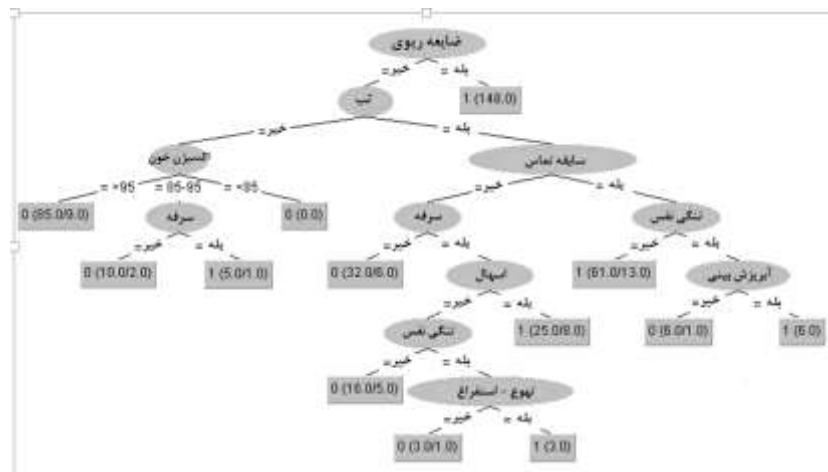 ضایعه ریوی
=خیر
= بله
تب
1 (148.0)
=خیر
= بله
اکسیژن خون
سابقه تماس
= +95
= 85-95
= <85
=خیر
= بله
0 (85.0/9.0)
سرفه
0 (0.0)
سرفه
تنگی نفس
=خیر
= بله
=خیر
= بله
=خیر
= بله
0 (10.0/2.0)
1 (5.0/1.0)
0 (32.0/6.0)
اسهال
1 (61.0/13.0)
آبریزش بینی
=خیر
= بله
=خیر
= بله
تنگی نفس
1 (25.0/8.0)
0 (6.0/1.0)
1 (6.0)
=خیر
= بله
0 (16.0/5.0)
تهوع - استفراغ
=خیر
= بله
0 (3.0/1.0)
1 (3.0)